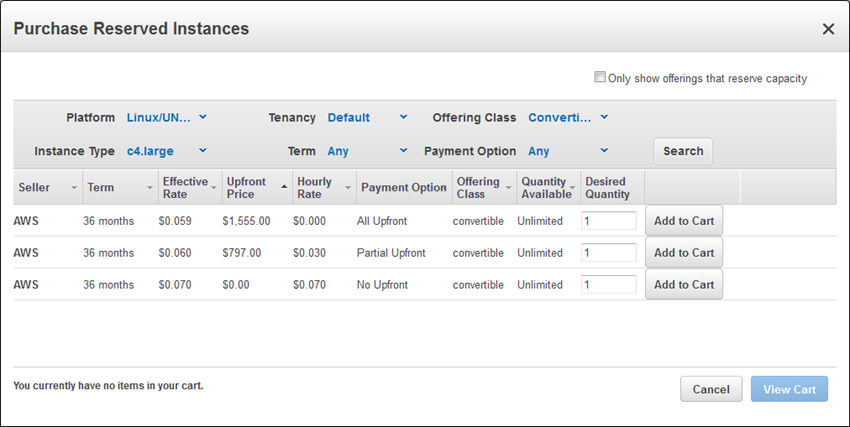 Purchase Reserved Instances
Only show offerings that reserve capacity
Platform Linux/UN... Tenancy Default Offering Class Converti...
Instance Type c4.large Term Any Payment Option Any Search
Seller Term Effective Rate Upfront Price Hourly Rate Payment Option Offering Class Quantity Available Desired Quantity
AWS 36 months $0.059 $1,555.00 $0.000 All Upfront convertible Unlimited 1 Add to Cart
AWS 36 months $0.060 $797.00 $0.030 Partial Upfront convertible Unlimited 1 Add to Cart
AWS 36 months $0.070 $0.00 $0.070 No Upfront convertible Unlimited 1 Add to Cart
You currently have no items in your cart.
Cancel View Cart